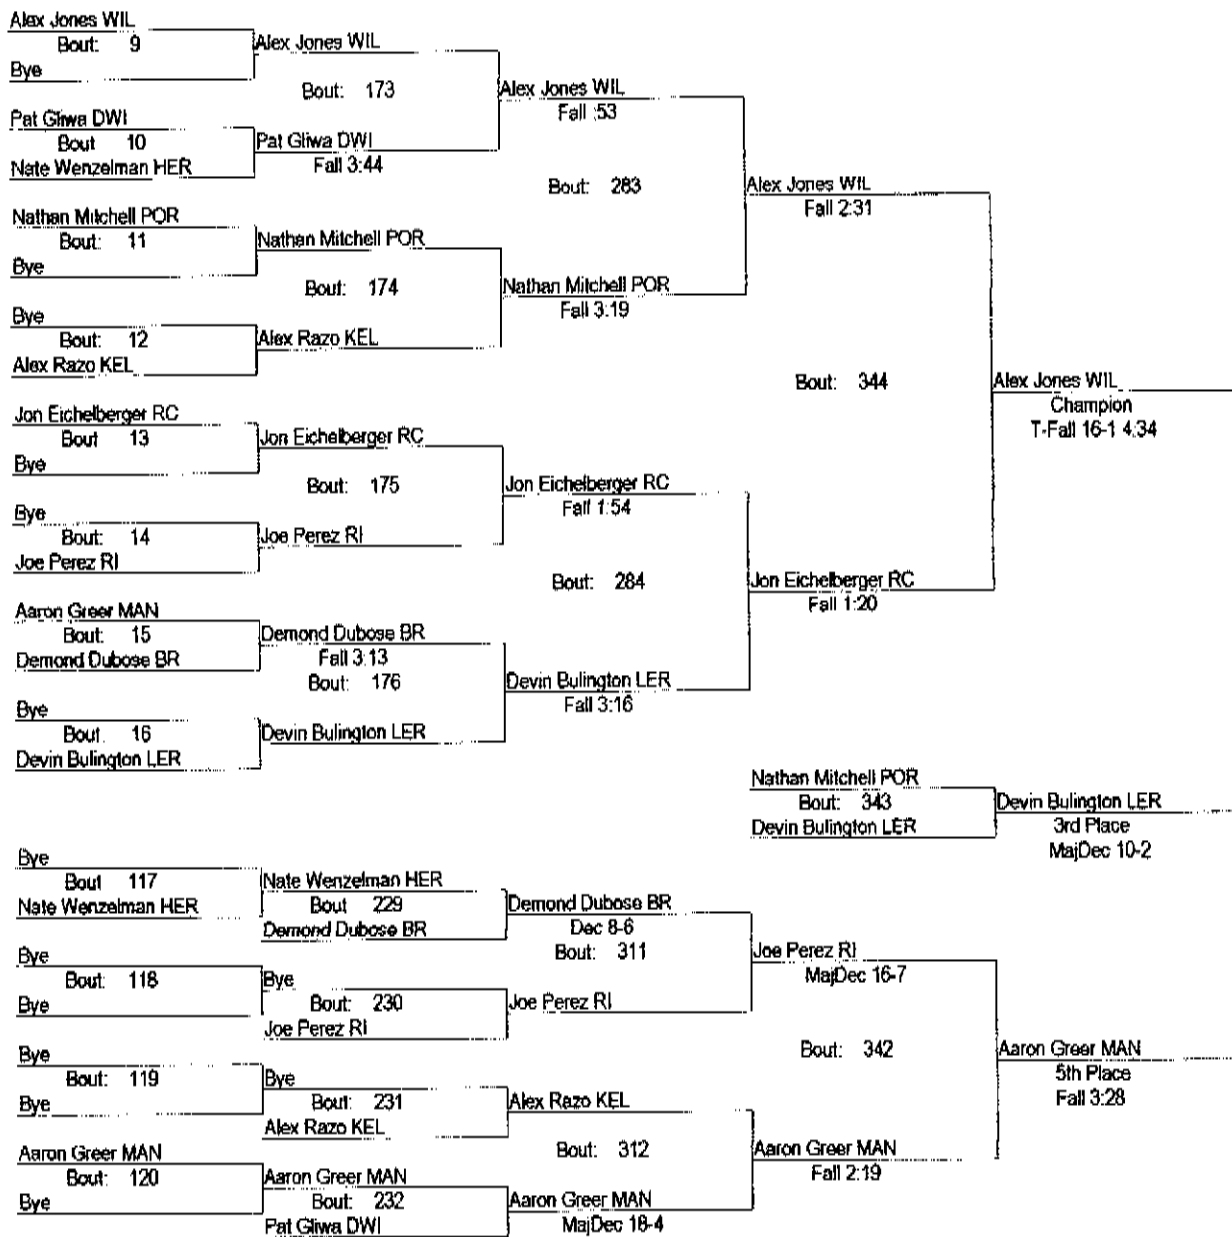 Alex Jones WIL
Bout: 9
Bye
Alex Jones WIL
Bout: 173
Pat Gliwa DWI
Bout 10
Nate Wenzelman HER
Pat Gliwa DWI
Fall 3:44
Alex Jones WIL
Fall :53
Bout: 283
Nathan Mitchell POR
Bout: 11
Bye
Nathan Mitchell POR
Bout: 174
Bye
Bout: 12
Alex Razo KEL
Alex Razo KEL
Nathan Mitchell POR
Fall 3:19
Alex Jones WIL
Fall 2:31
Bout: 344
Jon Eichelberger RC
Bout 13
Bye
Jon Eichelberger RC
Bout: 175
Bye
Bout: 14
Joe Perez RI
Joe Perez RI
Jon Eichelberger RC
Fall 1:54
Bout: 284
Aaron Greer MAN
Bout: 15
Demond Dubose BR
Demond Dubose BR
Fall 3:13
Bout: 176
Bye
Bout 16
Devin Bulington LER
Devin Bulington LER
Devin Bulington LER
Fall 3:16
Jon Eichelberger RC
Fall 1:20
Alex Jones WIL
Champion
T-Fall 16-1 4:34
Nathan Mitchell POR
Bout: 343
Devin Bulington LER
Devin Bulington LER
3rd Place
MajDec 10-2
Bye
Bout 117
Nate Wenzelman HER
Nate Wenzelman HER
Bout 229
Demond Dubose BR
Demond Dubose BR
Dec 8-6
Bout: 311
Bye
Bout: 118
Bye
Bye
Bout: 230
Joe Perez RI
Joe Perez RI
Joe Perez RI
MajDec 16-7
Bout: 342
Bye
Bout: 119
Bye
Bye
Bout: 231
Alex Razo KEL
Alex Razo KEL
Bout: 312
Aaron Greer MAN
Bout: 120
Bye
Aaron Greer MAN
Bout: 232
Pat Gliwa DWI
Aaron Greer MAN
MajDec 18-4
Aaron Greer MAN
Fall 2:19
Aaron Greer MAN
5th Place
Fall 3:28